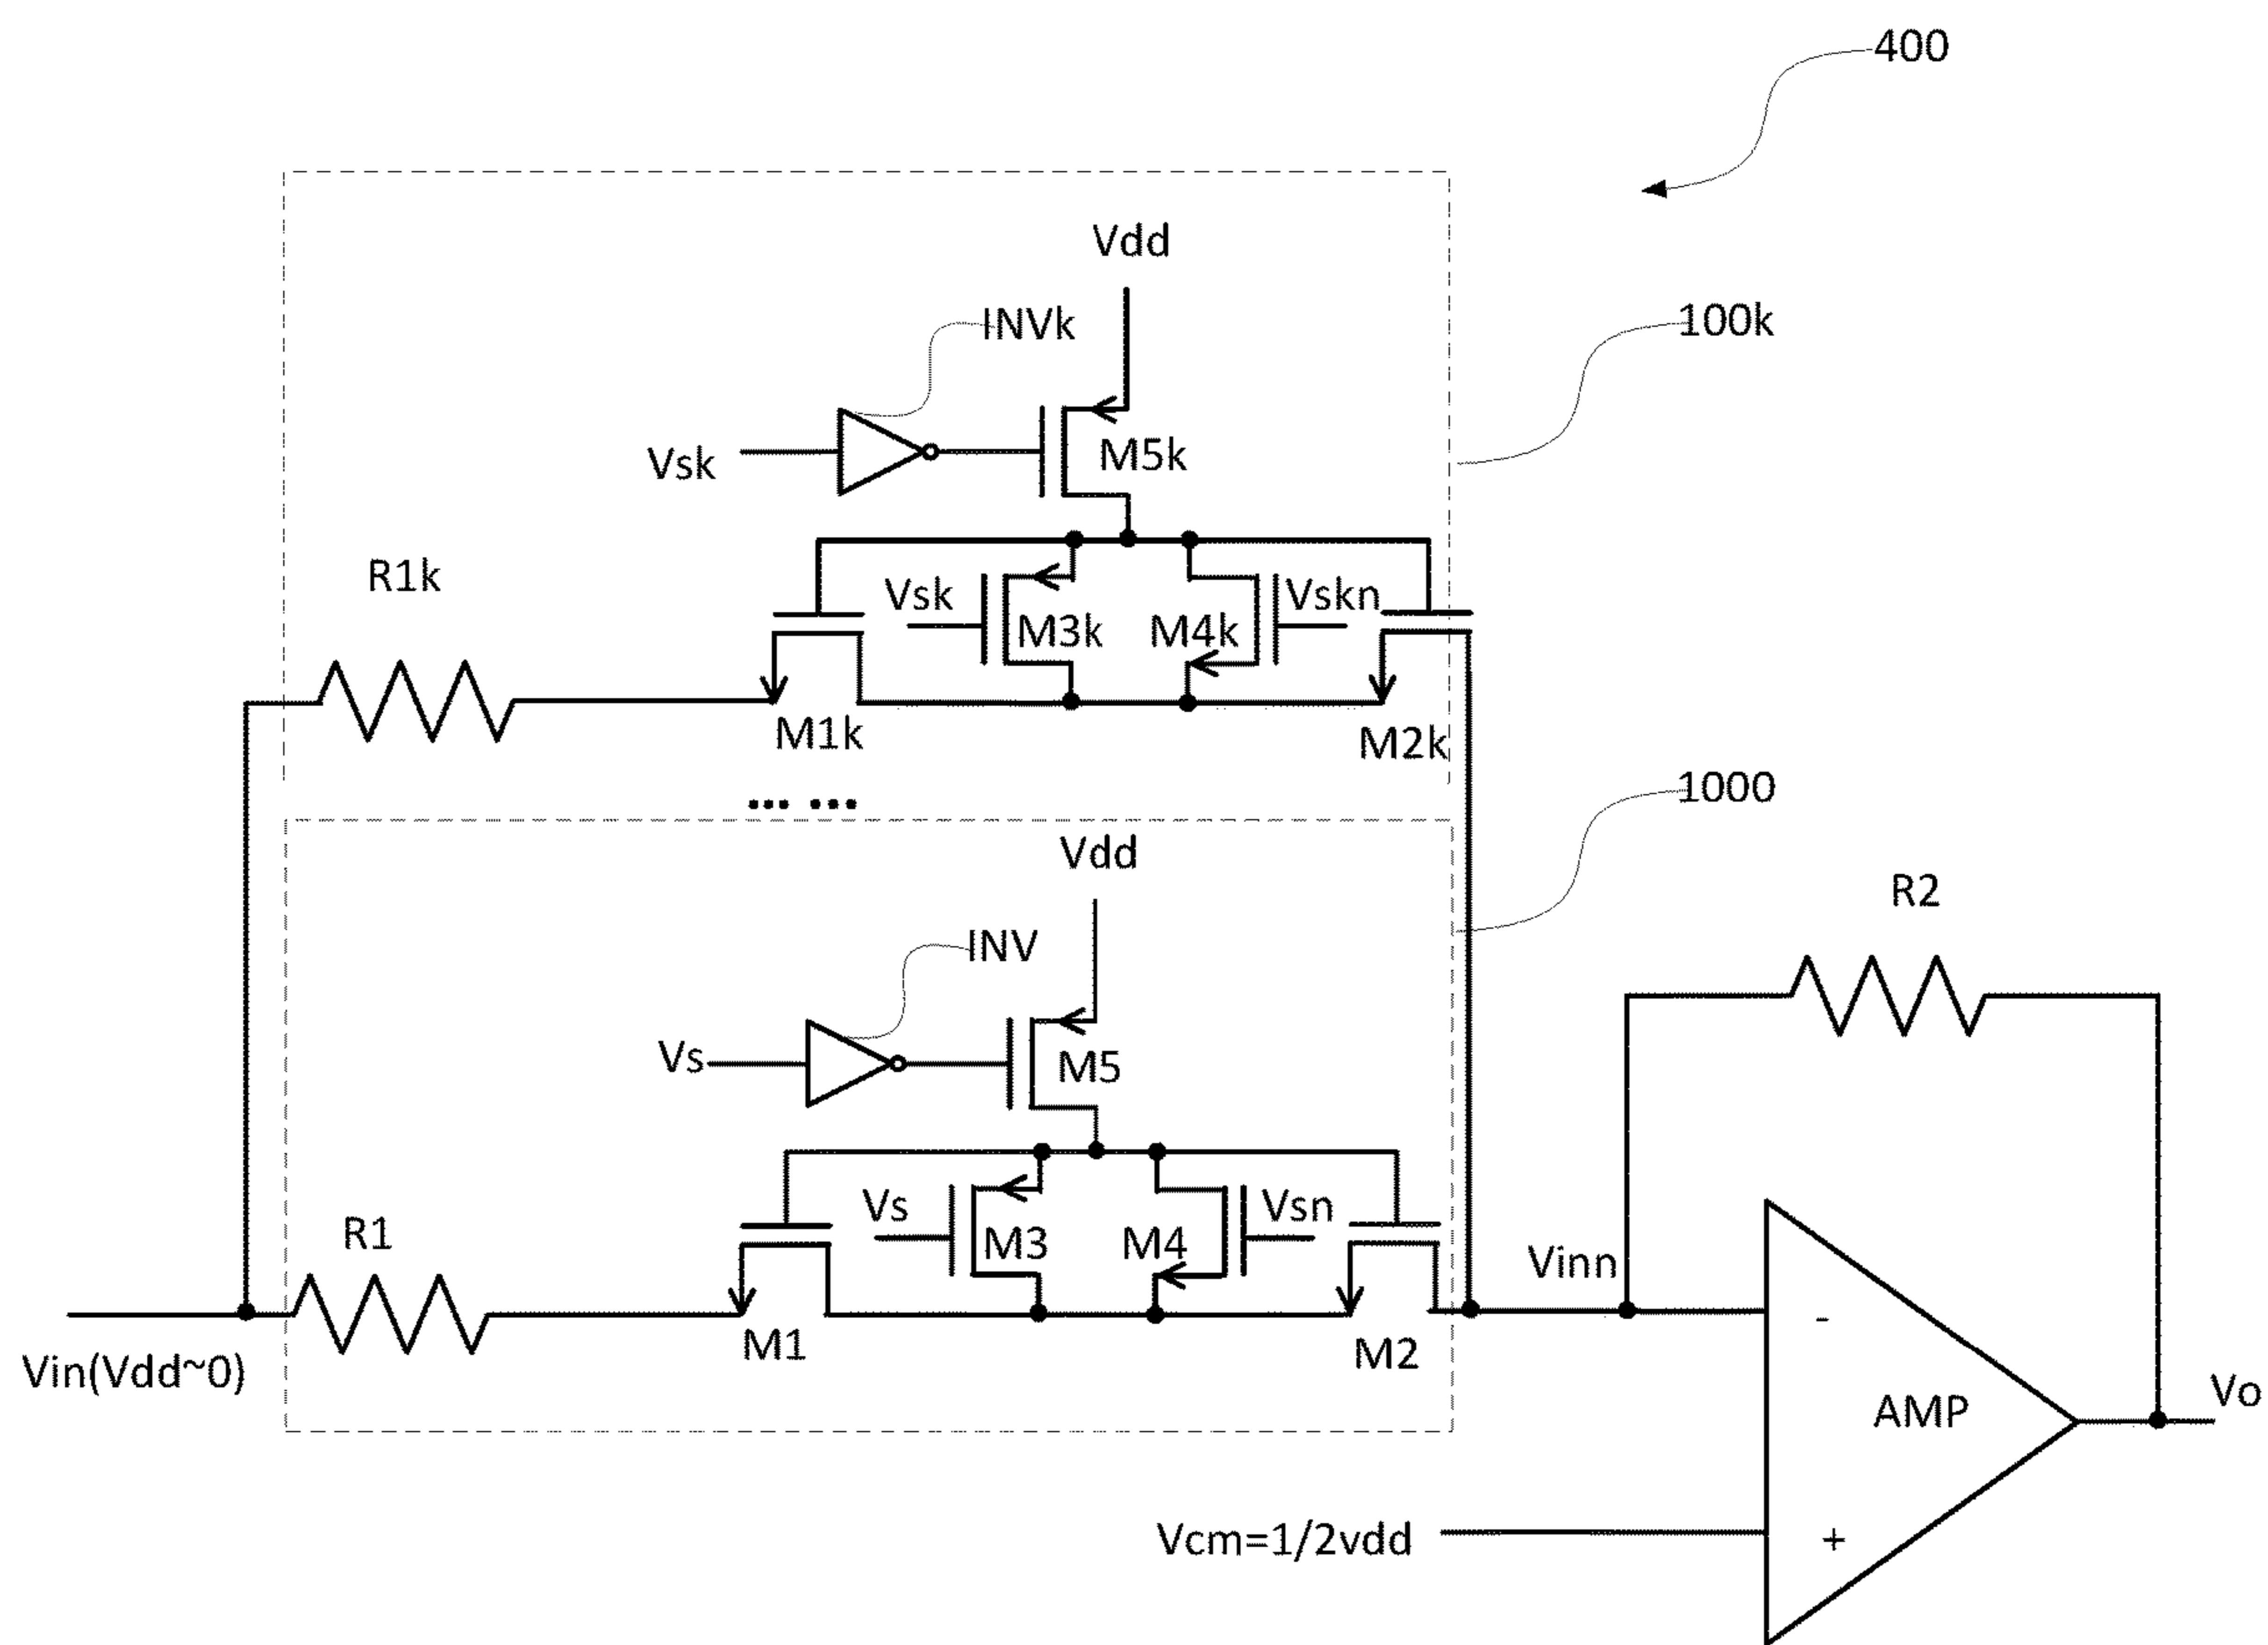 400
Vdd
INVk
100k
Vsk
M5k
R1k
Vsk
M3k
M4k
Vskn
M1k
M2k
... ...
1000
Vdd
R2
INV
Vs
M5
R1
Vs
M3
M4
Vsn
Vinn
M1
M2
-
Vin(Vdd~0)
AMP
Vo
Vcm=1/2vdd
+